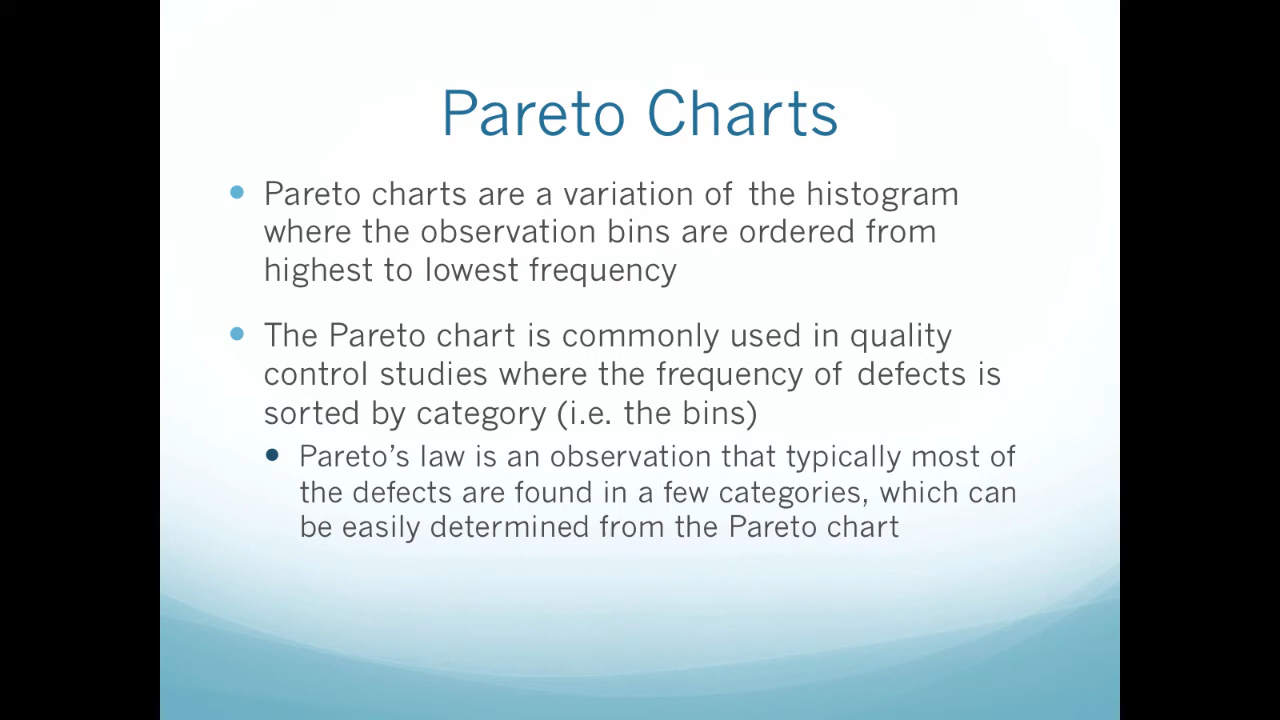 Pareto Charts
Pareto charts are a variation of the histogram
where the observation bins are ordered from
highest to lowest frequency
The Pareto chart is commonly used in quality
control studies where the frequency of defects is
sorted by category (i.e. the bins)
Pareto’s law is an observation that typically most of
the defects are found in a few categories, which can
be easily determined from the Pareto chart